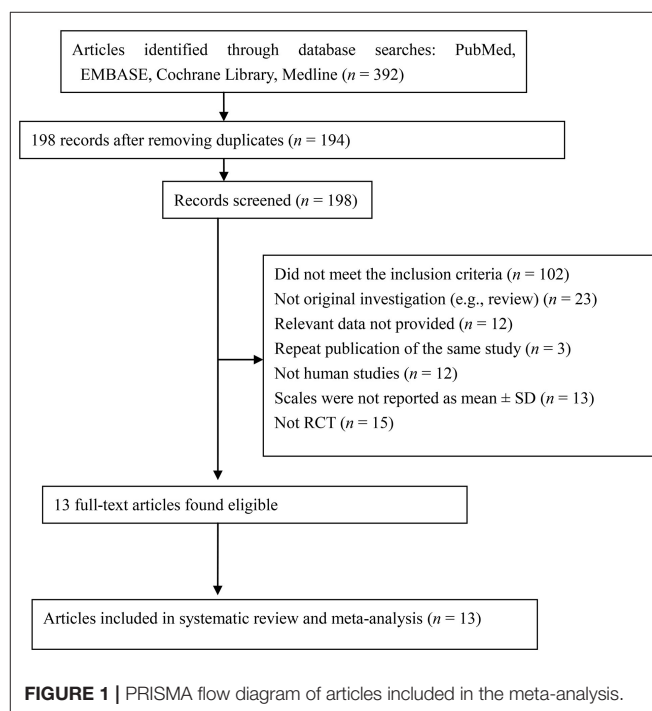 Articles identified through database searches: PubMed,
EMBASE, Cochrane Library, Medline (n = 392)
198 records after removing duplicates (n = 194)
Records screened (n = 198)
Did not meet the inclusion criteria (n = 102)
Not original investigation (e.g., review) (n = 23)
Relevant data not provided (n = 12)
Repeat publication of the same study (n = 3)
Not human studies (n = 12)
Scales were not reported as mean ± SD (n = 13)
Not RCT (n = 15)
13 full-text articles found eligible
Articles included in systematic review and meta-analysis (n = 13)
FIGURE 1 | PRISMA flow diagram of articles included in the meta-analysis.